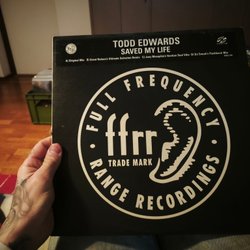 TODD EDWARDS
SAVED MY LIFE
FULL FREQUENCY
ffrr
TRADE MARK
RANGE RECORDINGS